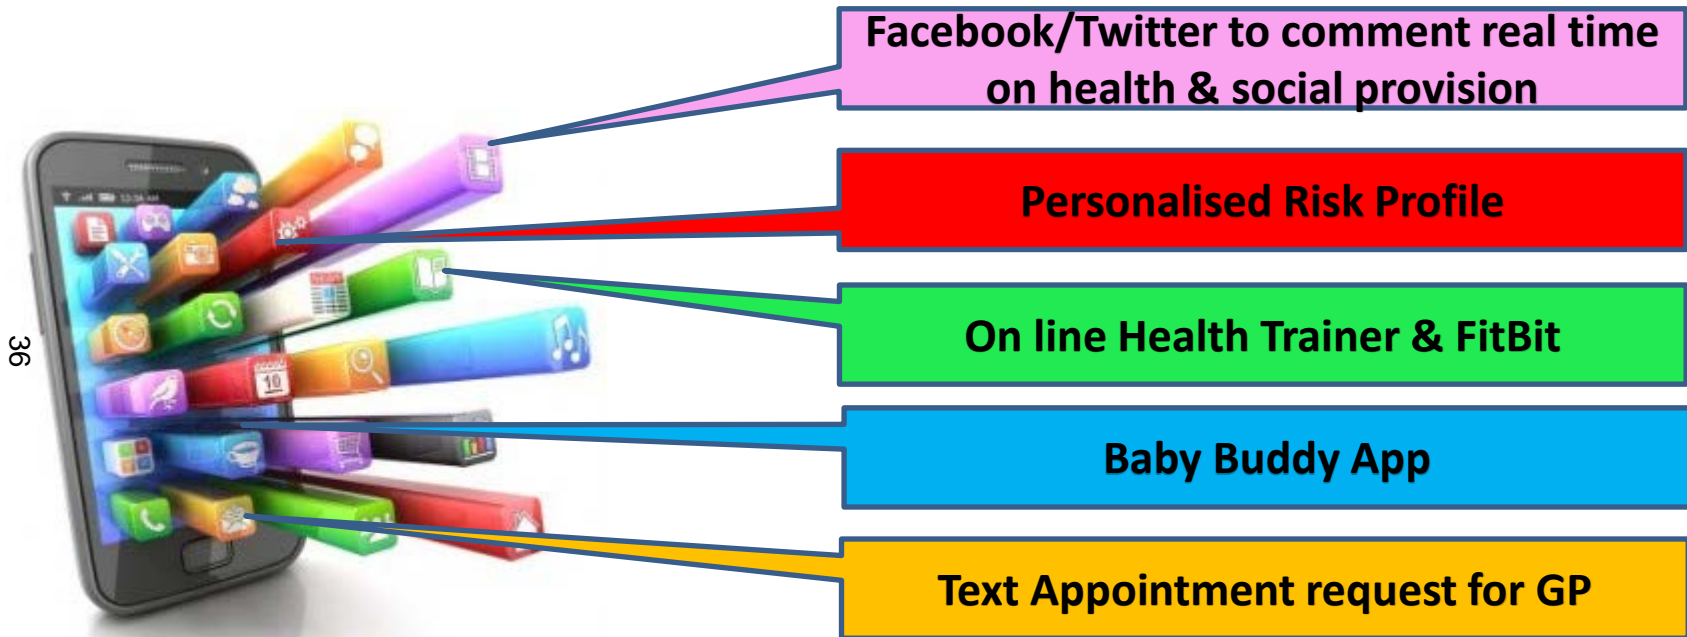 Facebook/Twitter to comment real time
on health & social provision
Personalised Risk Profile
On line Health Trainer & FitBit
Baby Buddy App
Text Appointment request for GP
36
10